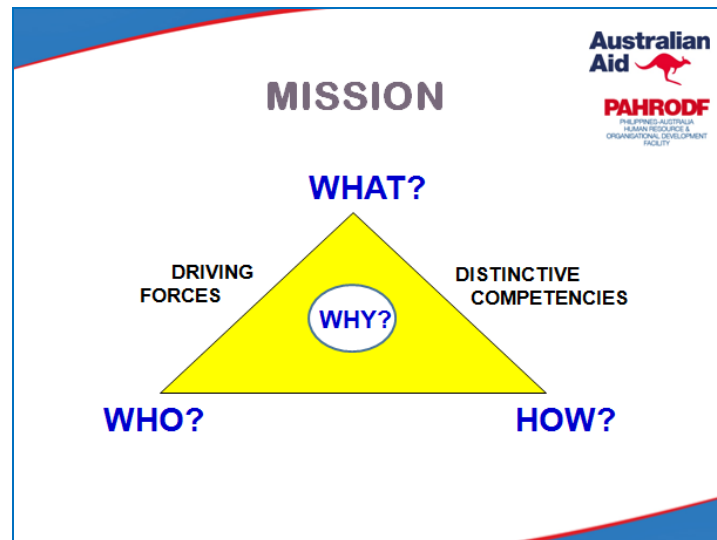 Australian
Aid
PAHRODF
PHILIPPINES-AUSTRALIA
HUMAN RESOURCE &
ORGANISATIONAL DEVELOPMENT
FACILITY
MISSION
WHAT?
DRIVING
FORCES
DISTINCTIVE
COMPETENCIES
WHY?
WHO?
HOW?